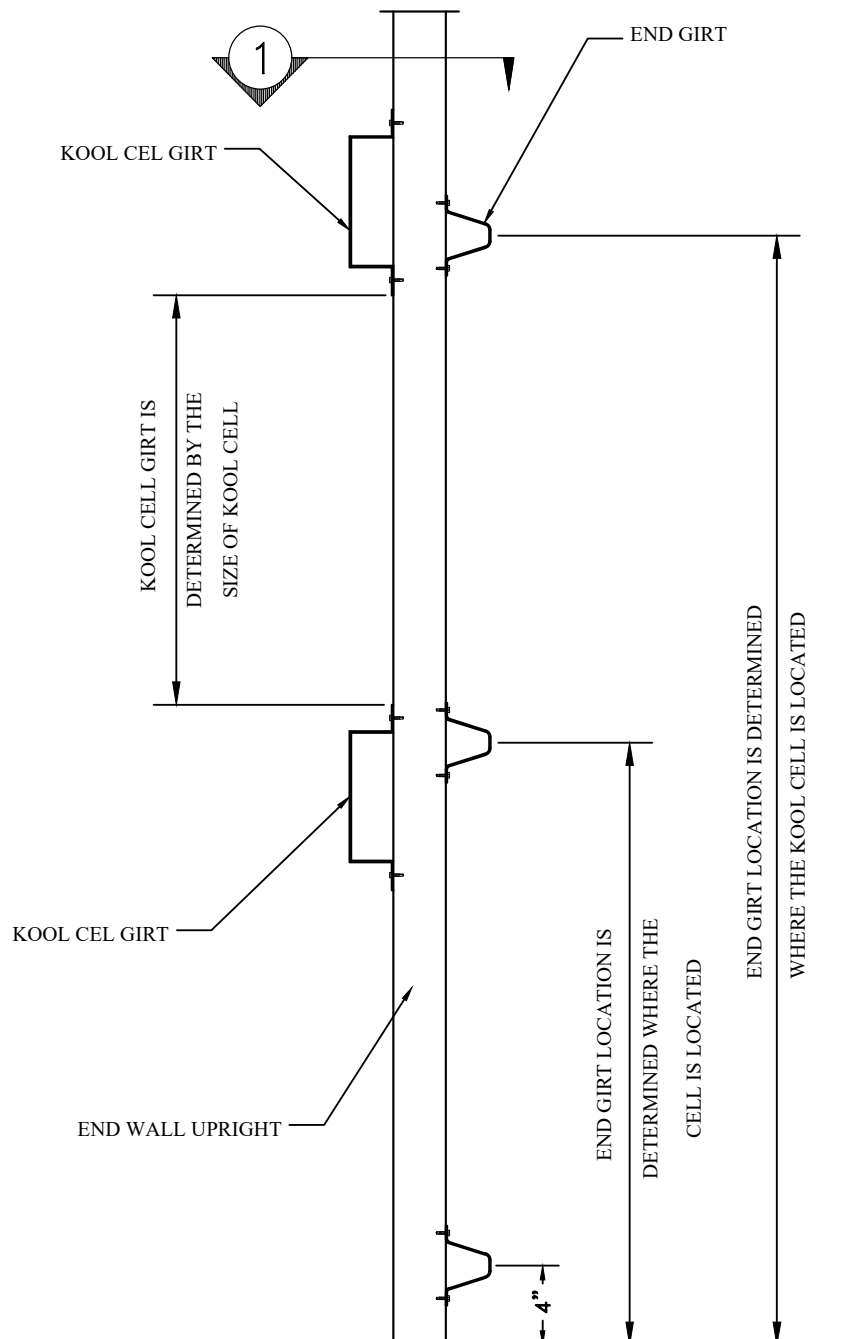 END GIRT
1
KOOL CEL GIRT
KOOL CELL GIRT IS
DETERMINED BY THE
SIZE OF KOOL CELL
END GIRT LOCATION IS DETERMINED
WHERE THE KOOL CEL IS LOCATED
KOOL CEL GIRT
END GIRT LOCATION IS
DETERMINED WHERE THE
CELL IS LOCATED
END WALL UPRIGHT
4"